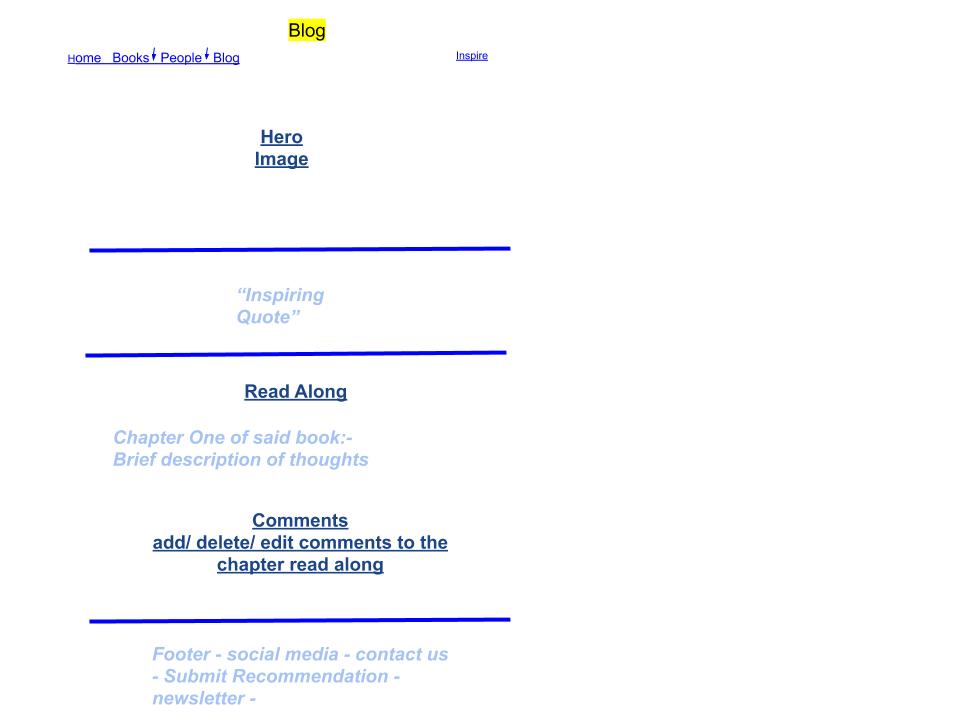 Blog
Home Books People Blog
Inspire
Hero
Image
“Inspiring
Quote”
Read Along
Chapter One of said book:-
Brief description of thoughts
Comments
add/ delete/ edit comments to the
chapter read along
Footer - social media - contact us
- Submit Recommendation -
newsletter -